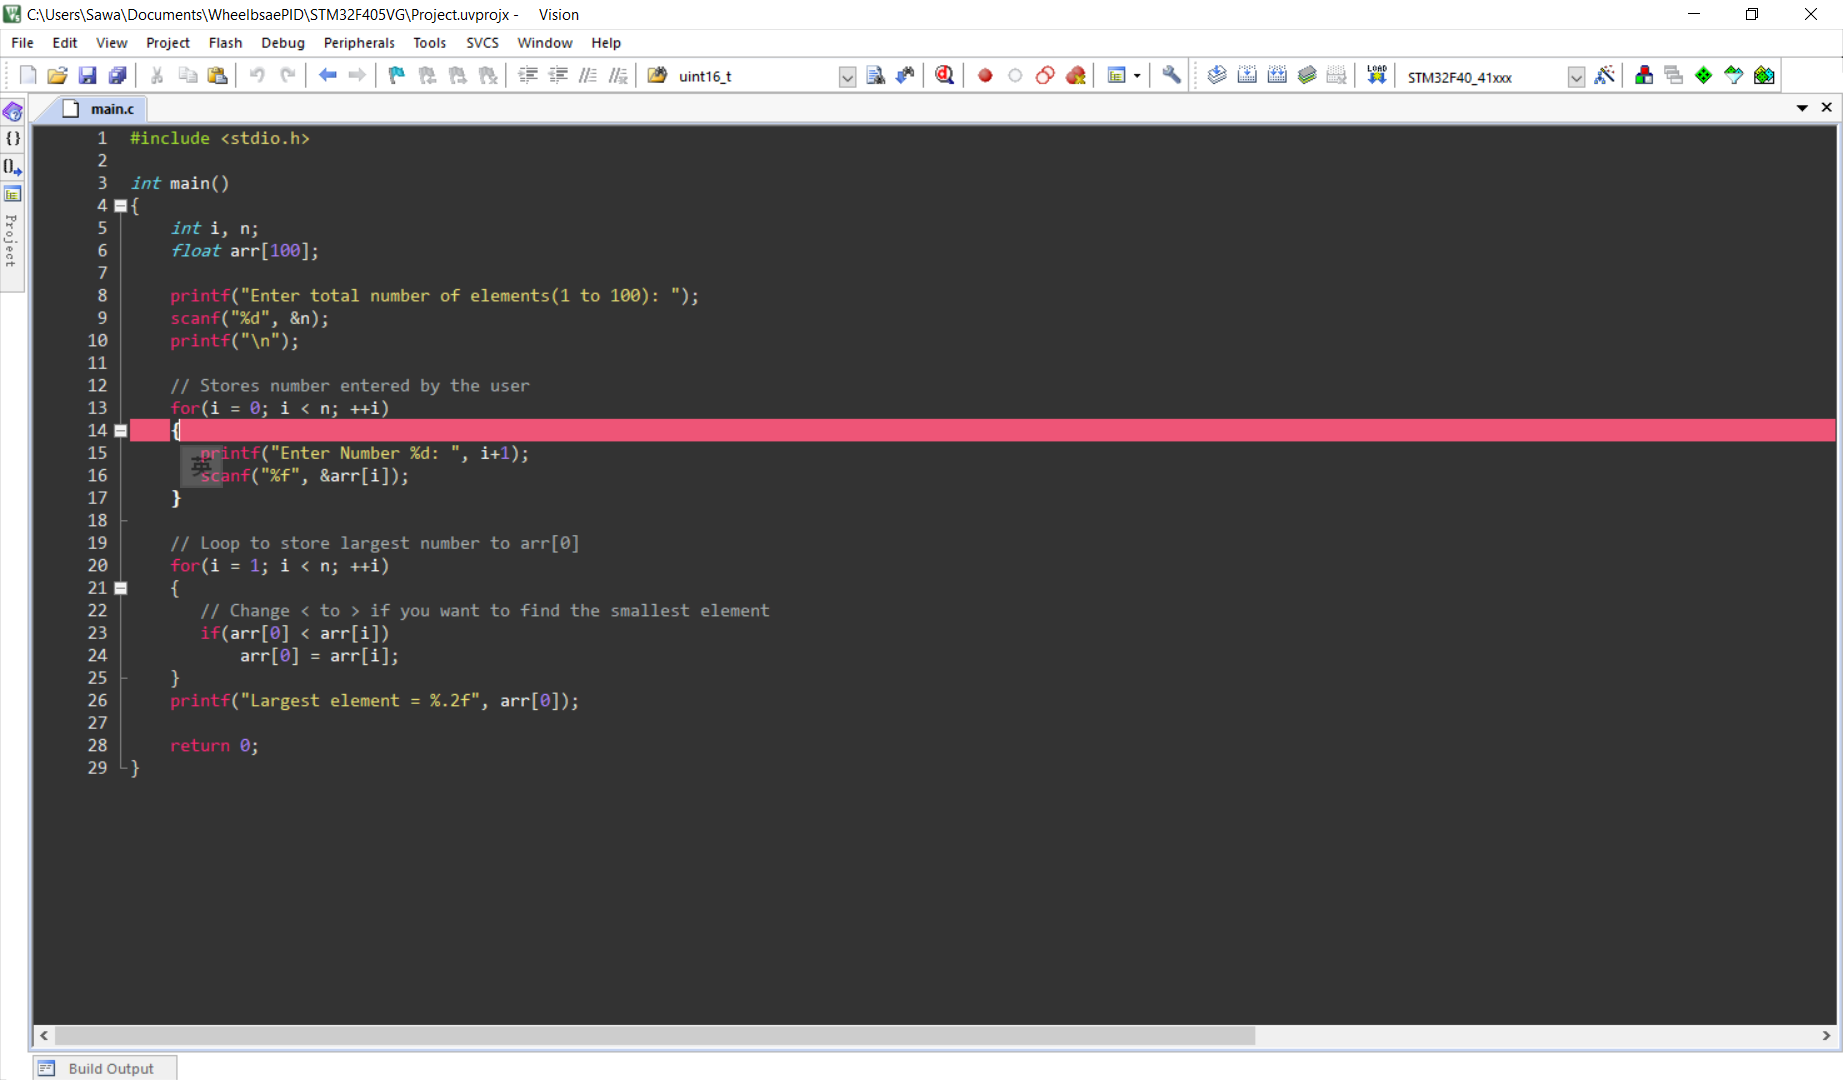 C:\Users\Sawa\Documents\WheelbsaePID\STM32F405VG\Project.uvprojx - Vision
File Edit View Project Flash Debug Peripherals Tools SVCS Window Help
uint16_t
LOAD
STM32F40_41xxx
main.c
Project
1 #include <stdio.h>
2
3 int main()
4 {
5 int i, n;
6 float arr[100];
7
8 printf("Enter total number of elements(1 to 100): ");
9 scanf("%d", &n);
10 printf("\n");
11
12 // Stores number entered by the user
13 for(i = 0; i < n; ++i)
14 {
15 printf("Enter Number %d: ", i+1);
英
16 scanf("%f", &arr[i]);
17 }
18
19 // Loop to store largest number to arr[0]
20 for(i = 1; i < n; ++i)
21 {
22 // Change < to > if you want to find the smallest element
23 if(arr[0] < arr[i])
24 arr[0] = arr[i];
25 }
26 printf("Largest element = %.2f", arr[0]);
27
28 return 0;
29 }
Build Output